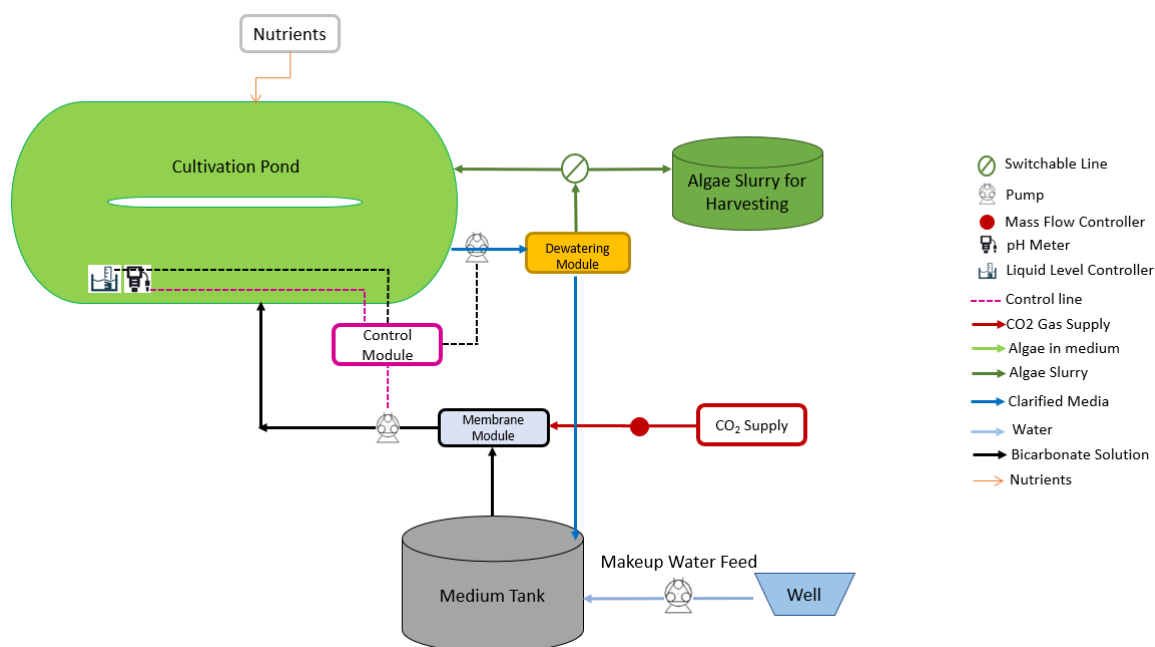 Nutrients
Cultivation Pond
Algae Slurry for
Harvesting
Dewatering
Module
Control
Module
Membrane
Module
CO₂ Supply
Makeup Water Feed
Medium Tank
Well
Switchable Line
Pump
Mass Flow Controller
pH Meter
Liquid Level Controller
Control line
CO2 Gas Supply
Algae in medium
Algae Slurry
Clarified Media
Water
Bicarbonate Solution
Nutrients